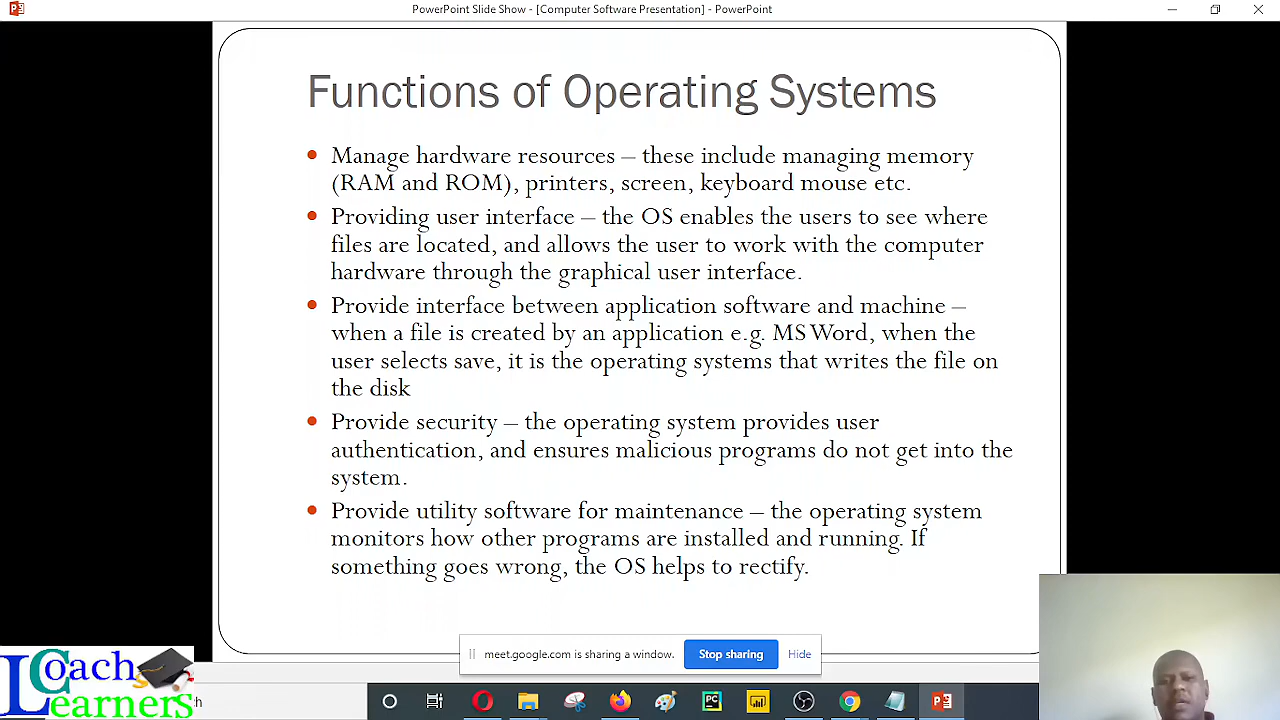 PowerPoint Slide Show - [Computer Software Presentation] - PowerPoint
Functions of Operating Systems
• Manage hardware resources – these include managing memory
(RAM and ROM), printers, screen, keyboard mouse etc.
• Providing user interface – the OS enables the users to see where
files are located, and allows the user to work with the computer
hardware through the graphical user interface.
• Provide interface between application software and machine –
when a file is created by an application e.g. MS Word, when the
user selects save, it is the operating systems that writes the file on
the disk
• Provide security – the operating system provides user
authentication, and ensures malicious programs do not get into the
system.
• Provide utility software for maintenance – the operating system
monitors how other programs are installed and running. If
something goes wrong, the OS helps to rectify.
meet.google.com is sharing a window. Stop sharing Hide
Coach
Learners